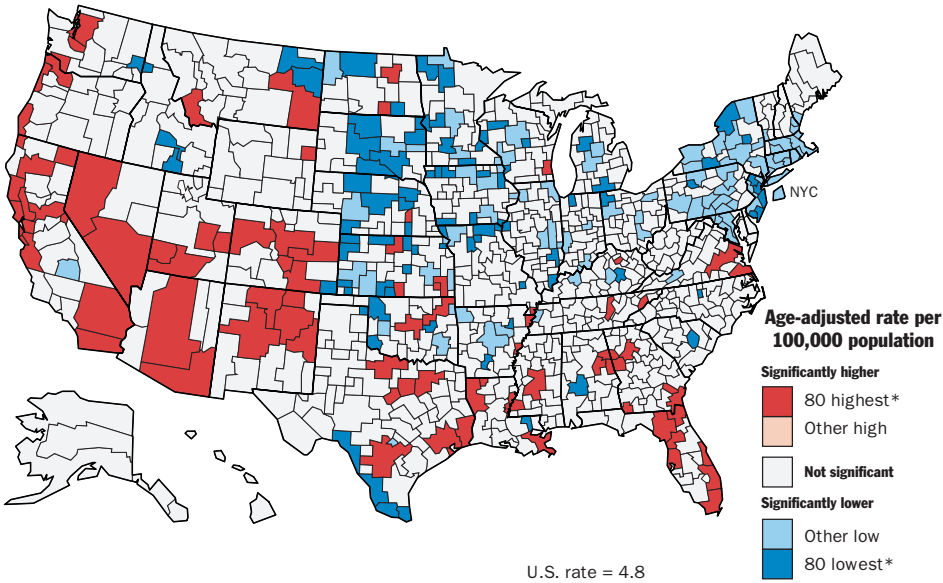 NYC
Age-adjusted rate per
100,000 population
Significantly higher
80 highest*
Other high
Not significant
Significantly lower
Other low
80 lowest*
U.S. rate = 4.8